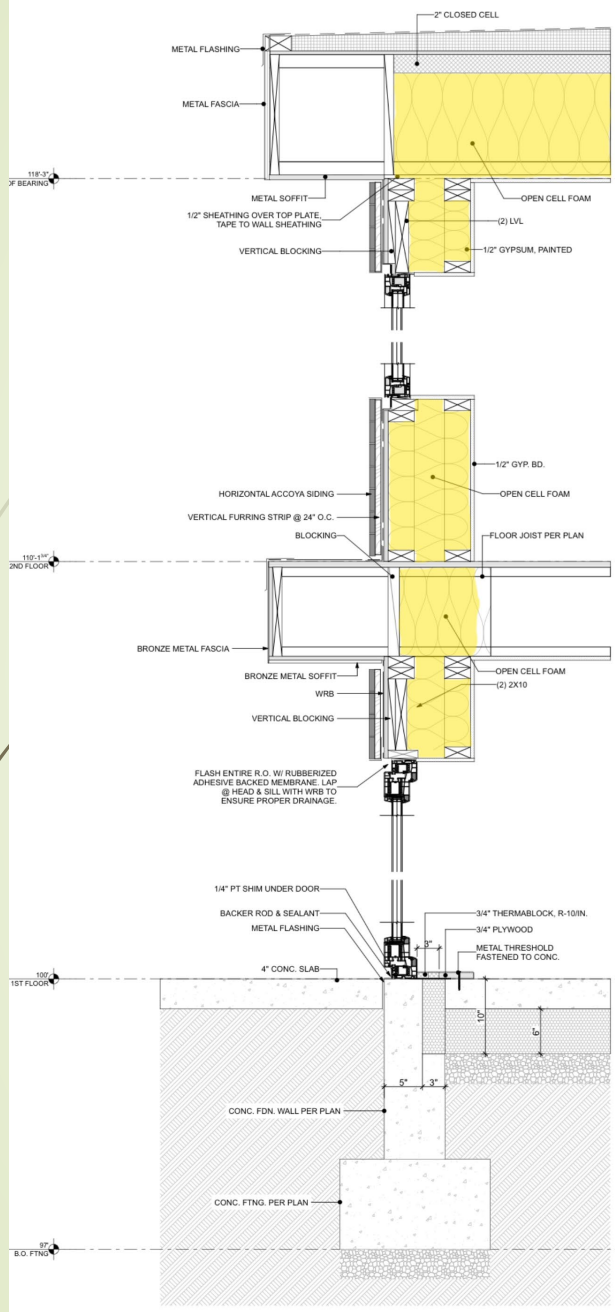 2" CLOSED CELL
METAL FLASHING
METAL FASCIA
118'-3"
OF BEARING
METAL SOFFIT
OPEN CELL FOAM
1/2" SHEATHING OVER TOP PLATE,
TAPE TO WALL SHEATHING
(2) LVL
VERTICAL BLOCKING
1/2" GYPSUM, PAINTED
1/2" GYP. BD.
HORIZONTAL ACCOYA SIDING
OPEN CELL FOAM
VERTICAL FURRING STRIP @ 24" O.C.
BLOCKING
FLOOR JOIST PER PLAN
110'-1 3/4"
2ND FLOOR
BRONZE METAL FASCIA
OPEN CELL FOAM
BRONZE METAL SOFFIT
(2) 2X10
WRB
VERTICAL BLOCKING
FLASH ENTIRE R.O. W/ RUBBERIZED
ADHESIVE BACKED MEMBRANE. LAP
@ HEAD & SILL WITH WRB TO
ENSURE PROPER DRAINAGE.
1/4" PT SHIM UNDER DOOR
BACKER ROD & SEALANT
METAL FLASHING
3/4" THERMABLOCK, R-10/IN.
3/4" PLYWOOD
3"
METAL THRESHOLD
FASTENED TO CONC.
4" CONC. SLAB
100'
1ST FLOOR
10"
6"
5"
3"
CONC. FDN. WALL PER PLAN
CONC. FTNG. PER PLAN
97'
B.O. FTNG